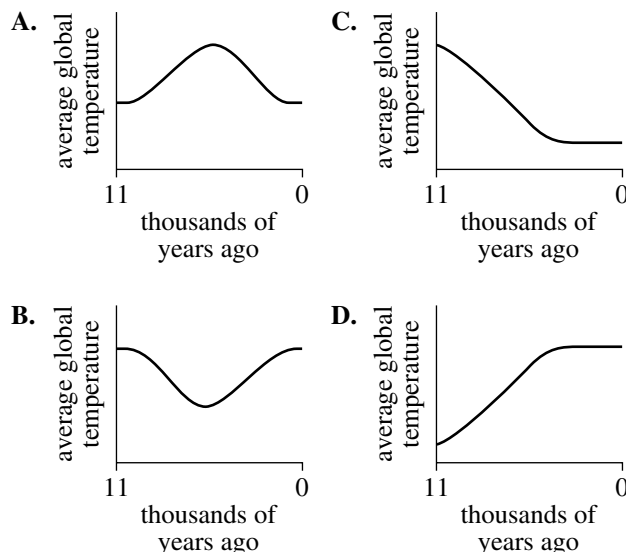 A.
average global
temperature
11
0
thousands of
years ago
C.
average global
temperature
11
0
thousands of
years ago
B.
average global
temperature
11
0
thousands of
years ago
D.
average global
temperature
11
0
thousands of
years ago